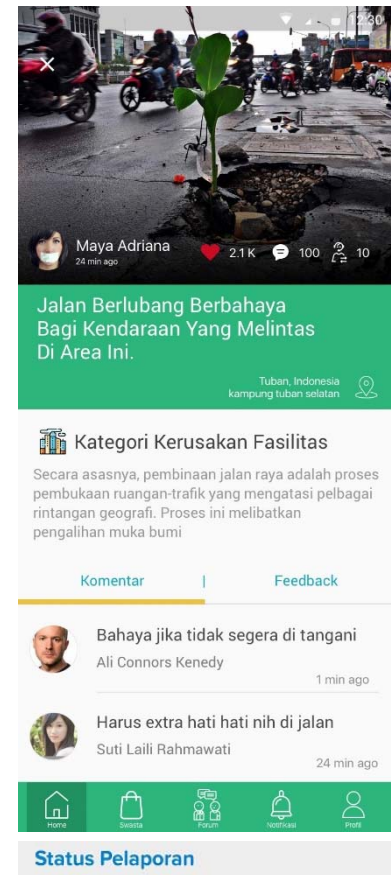 12:30
Maya Adriana
24 min ago
2.1 K
100
10
Jalan Berlubang Berbahaya
Bagi Kendaraan Yang Melintas
Di Area Ini.
Tuban, Indonesia
kampung tuban selatan
Kategori Kerusakan Fasilitas
Secara asasnya, pembinaan jalan raya adalah proses
pembukaan ruangan-trafik yang mengatasi pelbagai
rintangan geografi. Proses ini melibatkan
pengalihan muka bumi
Komentar | Feedback
Bahaya jika tidak segera di tangani
Ali Connors Kenedy
1 min ago
Harus extra hati hati nih di jalan
Suti Laili Rahmawati
24 min ago
Home Swasta Forum Notifikasi Profil
Status Pelaporan